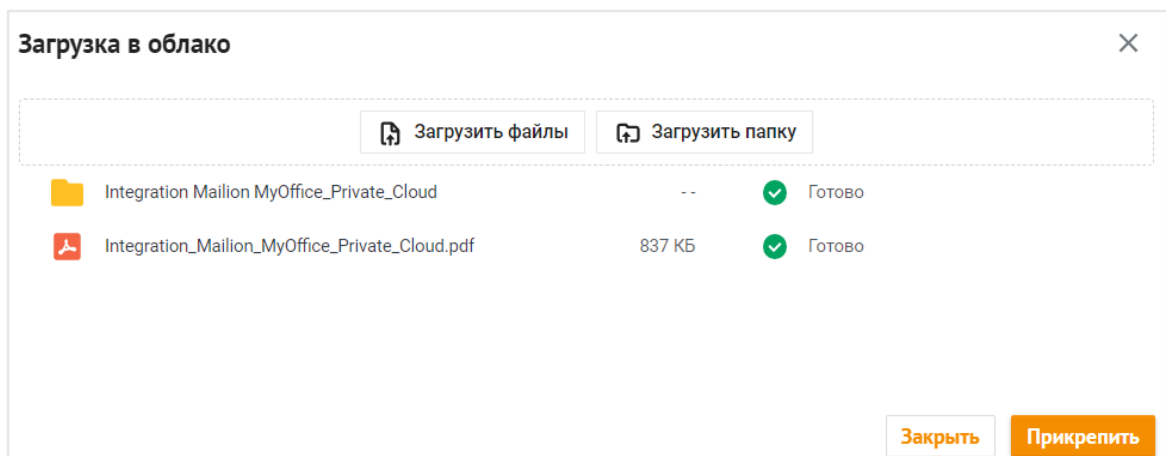 Загрузка в облако
Загрузить файлы Загрузить папку
Integration Mailion MyOffice_Private_Cloud -- Готово
Integration_Mailion_MyOffice_Private_Cloud.pdf 837 КБ Готово
Закрыть Прикрепить